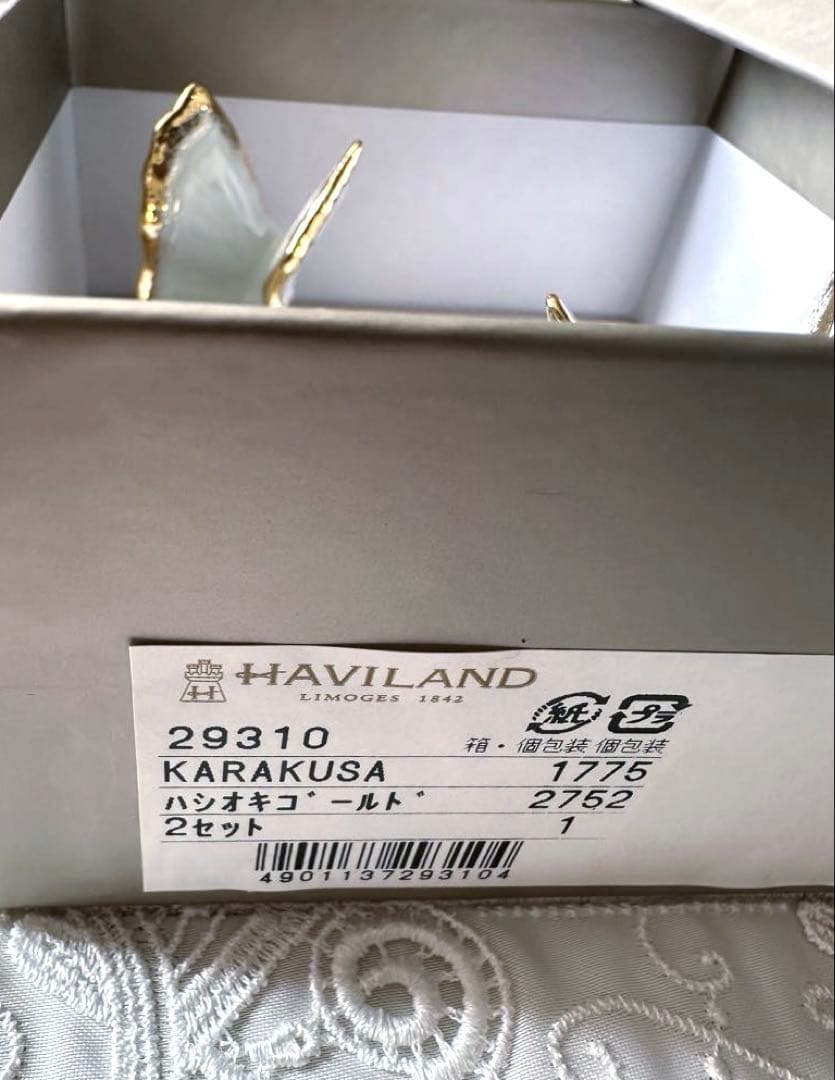 HAVILAND
LIMOGES 1842
紙 プラ
29310 箱・個包装 個包装
KARAKUSA 1775
ハシオキゴールド 2752
2セット 1
4901137293104